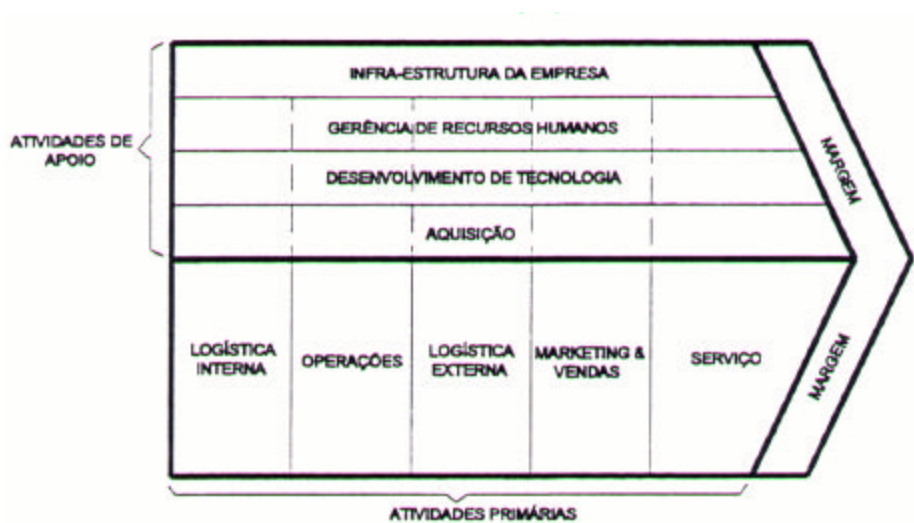 INFRA-ESTRUTURA DA EMPRESA
ATIVIDADES DE
APOIO
GERÊNCIA DE RECURSOS HUMANOS
DESENVOLVIMENTO DE TECNOLOGIA
AQUISIÇÃO
MARGEM
LOGÍSTICA
INTERNA
OPERAÇÕES
LOGÍSTICA
EXTERNA
MARKETING &
VENDAS
SERVIÇO
MARGEM
ATIVIDADES PRIMÁRIAS